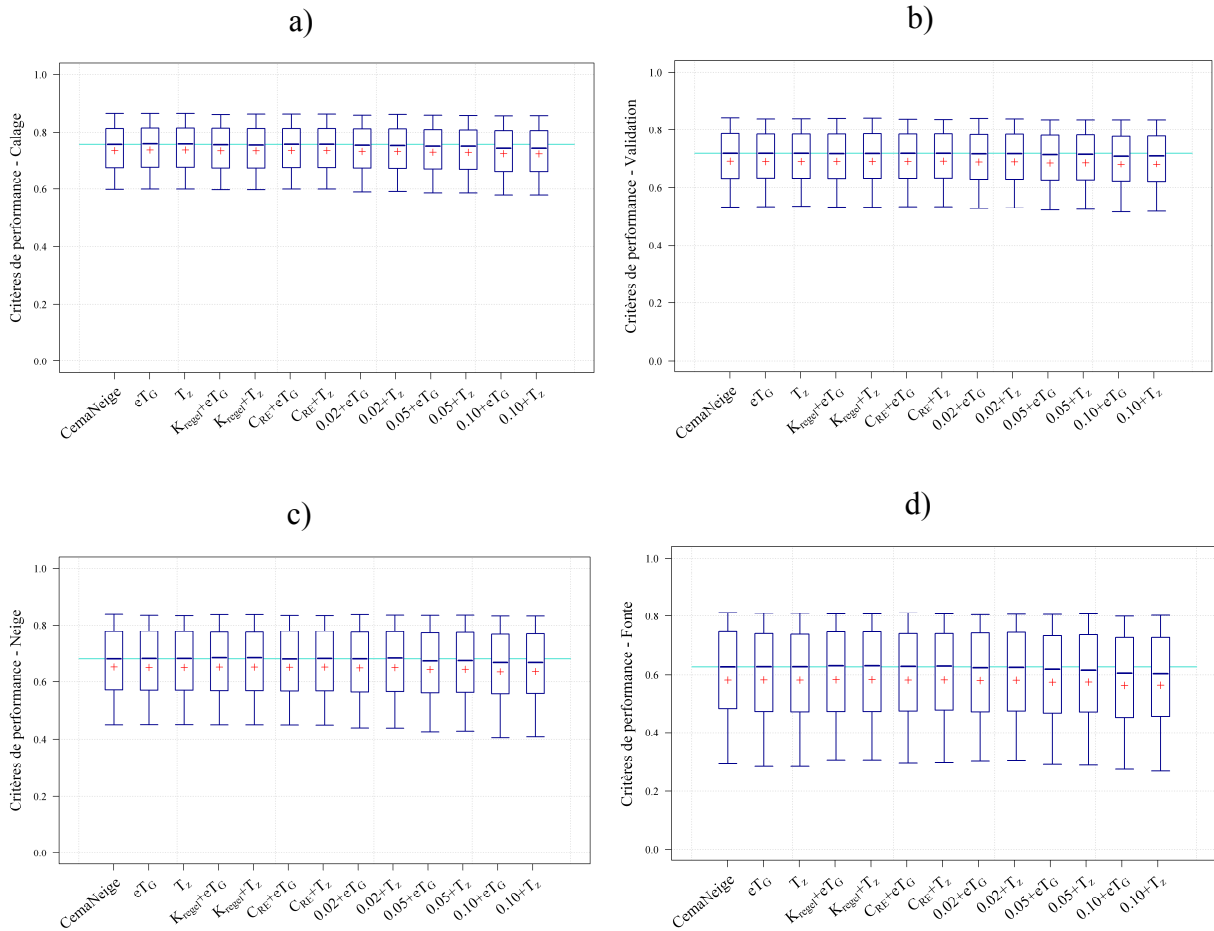 a)
Critères de performance - Calage
1.0
0.8
0.6
0.4
0.2
0.0
CemaNeige
eTG
Tz
Kregel+eTG
Kregel+Tz
CRE+eTG
CRE+Tz
0.02+eTG
0.02+Tz
0.05+eTG
0.05+Tz
0.10+eTG
0.10+Tz
b)
Critères de performance - Validation
1.0
0.8
0.6
0.4
0.2
0.0
CemaNeige
eTG
Tz
Kregel+eTG
Kregel+Tz
CRE+eTG
CRE+Tz
0.02+eTG
0.02+Tz
0.05+eTG
0.05+Tz
0.10+eTG
0.10+Tz
c)
Critères de performance - Neige
1.0
0.8
0.6
0.4
0.2
0.0
CemaNeige
eTG
Tz
Kregel+eTG
Kregel+Tz
CRE+eTG
CRE+Tz
0.02+eTG
0.02+Tz
0.05+eTG
0.05+Tz
0.10+eTG
0.10+Tz
d)
Critères de performance - Fonte
1.0
0.8
0.6
0.4
0.2
0.0
CemaNeige
eTG
Tz
Kregel+eTG
Kregel+Tz
CRE+eTG
CRE+Tz
0.02+eTG
0.02+Tz
0.05+eTG
0.05+Tz
0.10+eTG
0.10+Tz